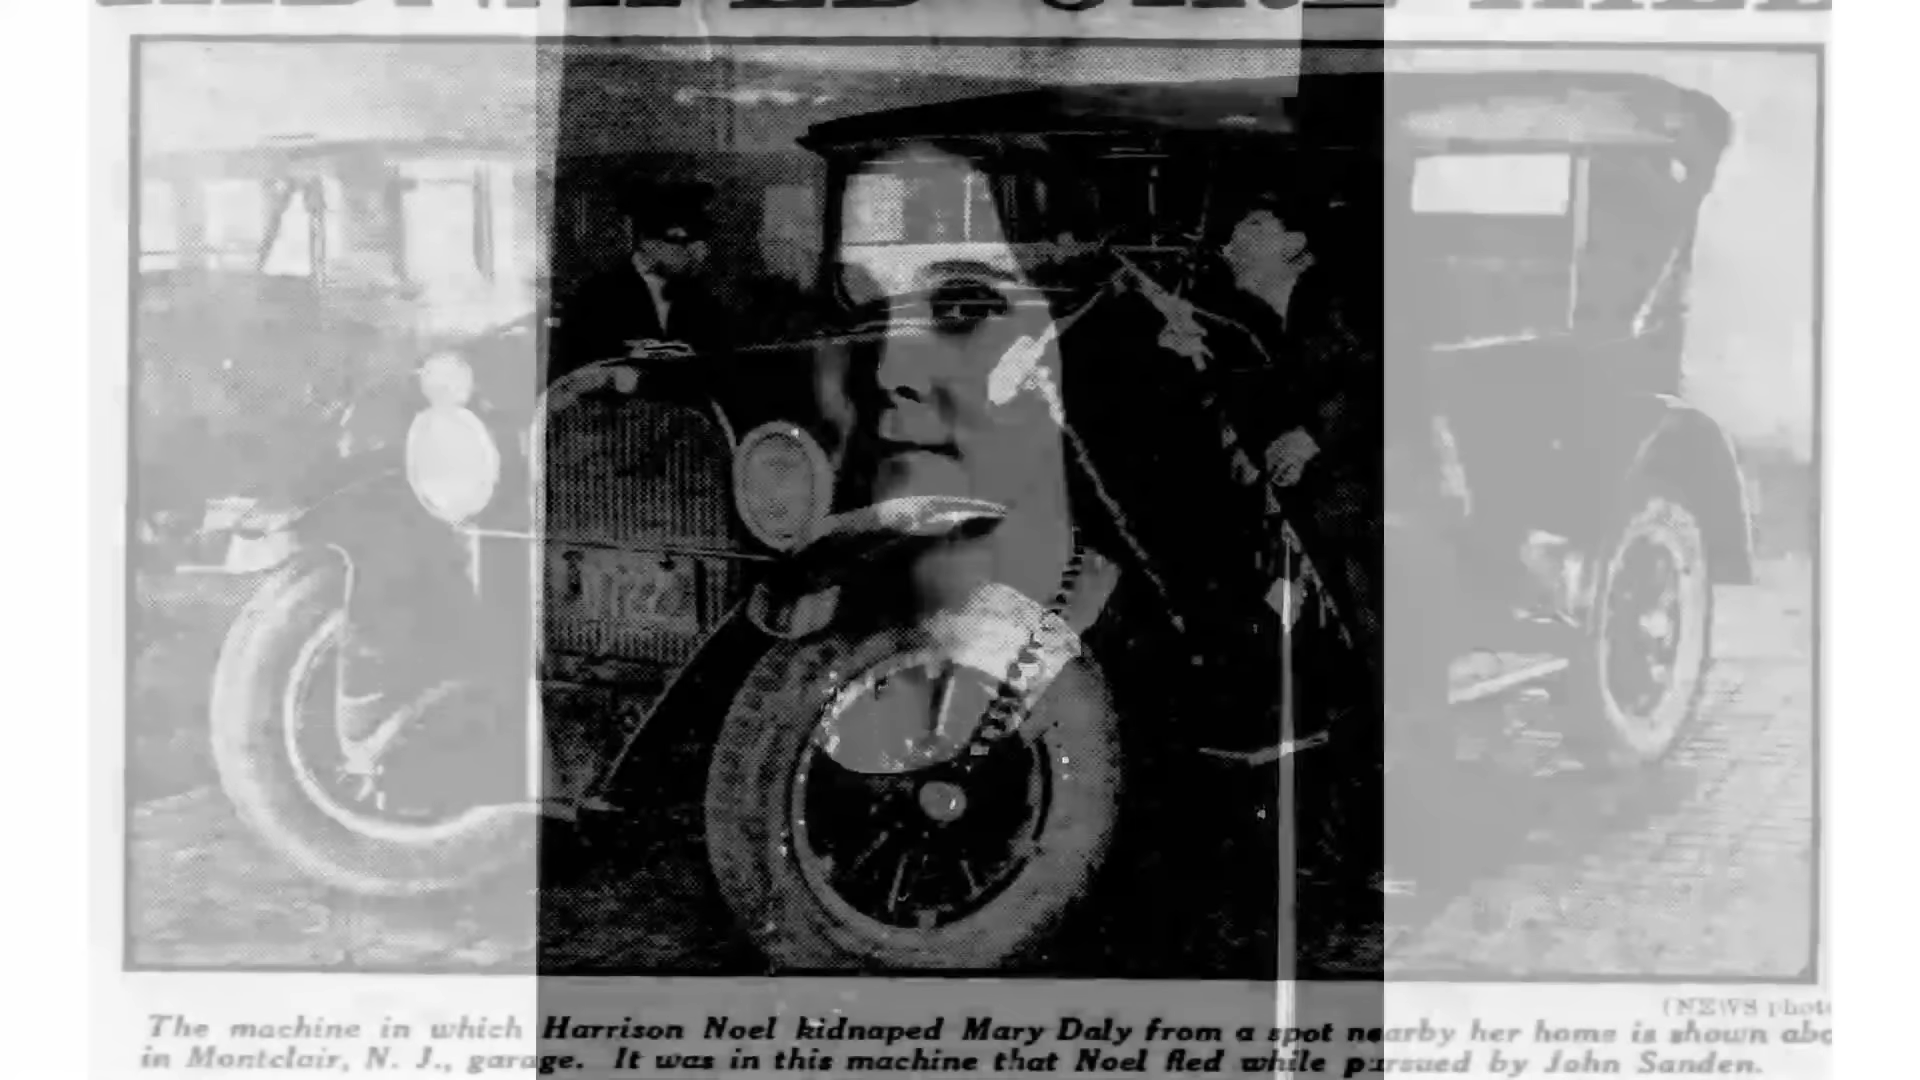 (NEWS photo
The machine in which Harrison Noel kidnaped Mary Daly from a spot nearby her home is shown abo
in Montclair, N. J., garage. It was in this machine that Noel fled while pursued by John Sanden.